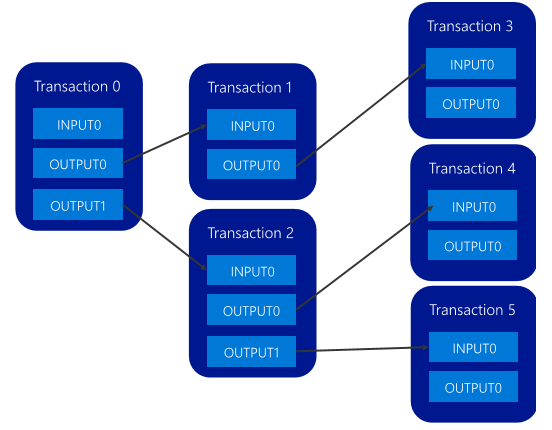 Transaction 0
INPUT0
OUTPUT0
OUTPUT1
Transaction 1
INPUT0
OUTPUT0
Transaction 2
INPUT0
OUTPUT0
OUTPUT1
Transaction 3
INPUT0
OUTPUT0
Transaction 4
INPUT0
OUTPUT0
Transaction 5
INPUT0
OUTPUT0